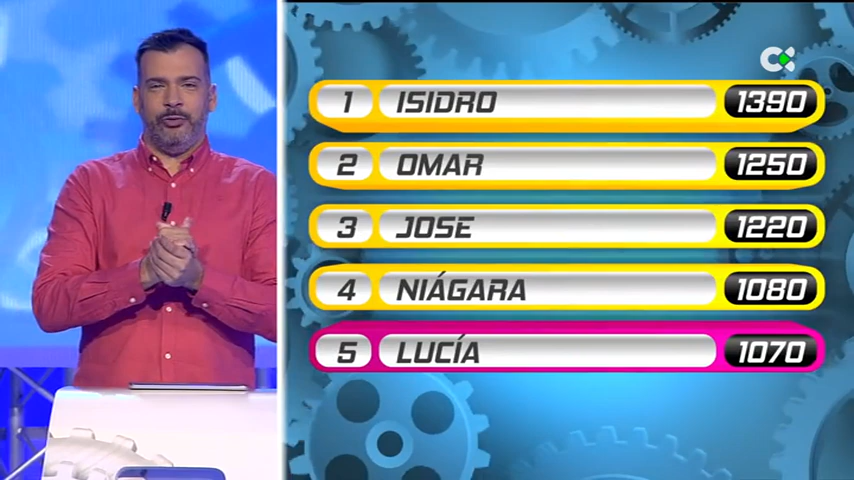 1 ISIDRO 1390
2 OMAR 1250
3 JOSE 1220
4 NIÁGARA 1080
5 LUCÍA 1070